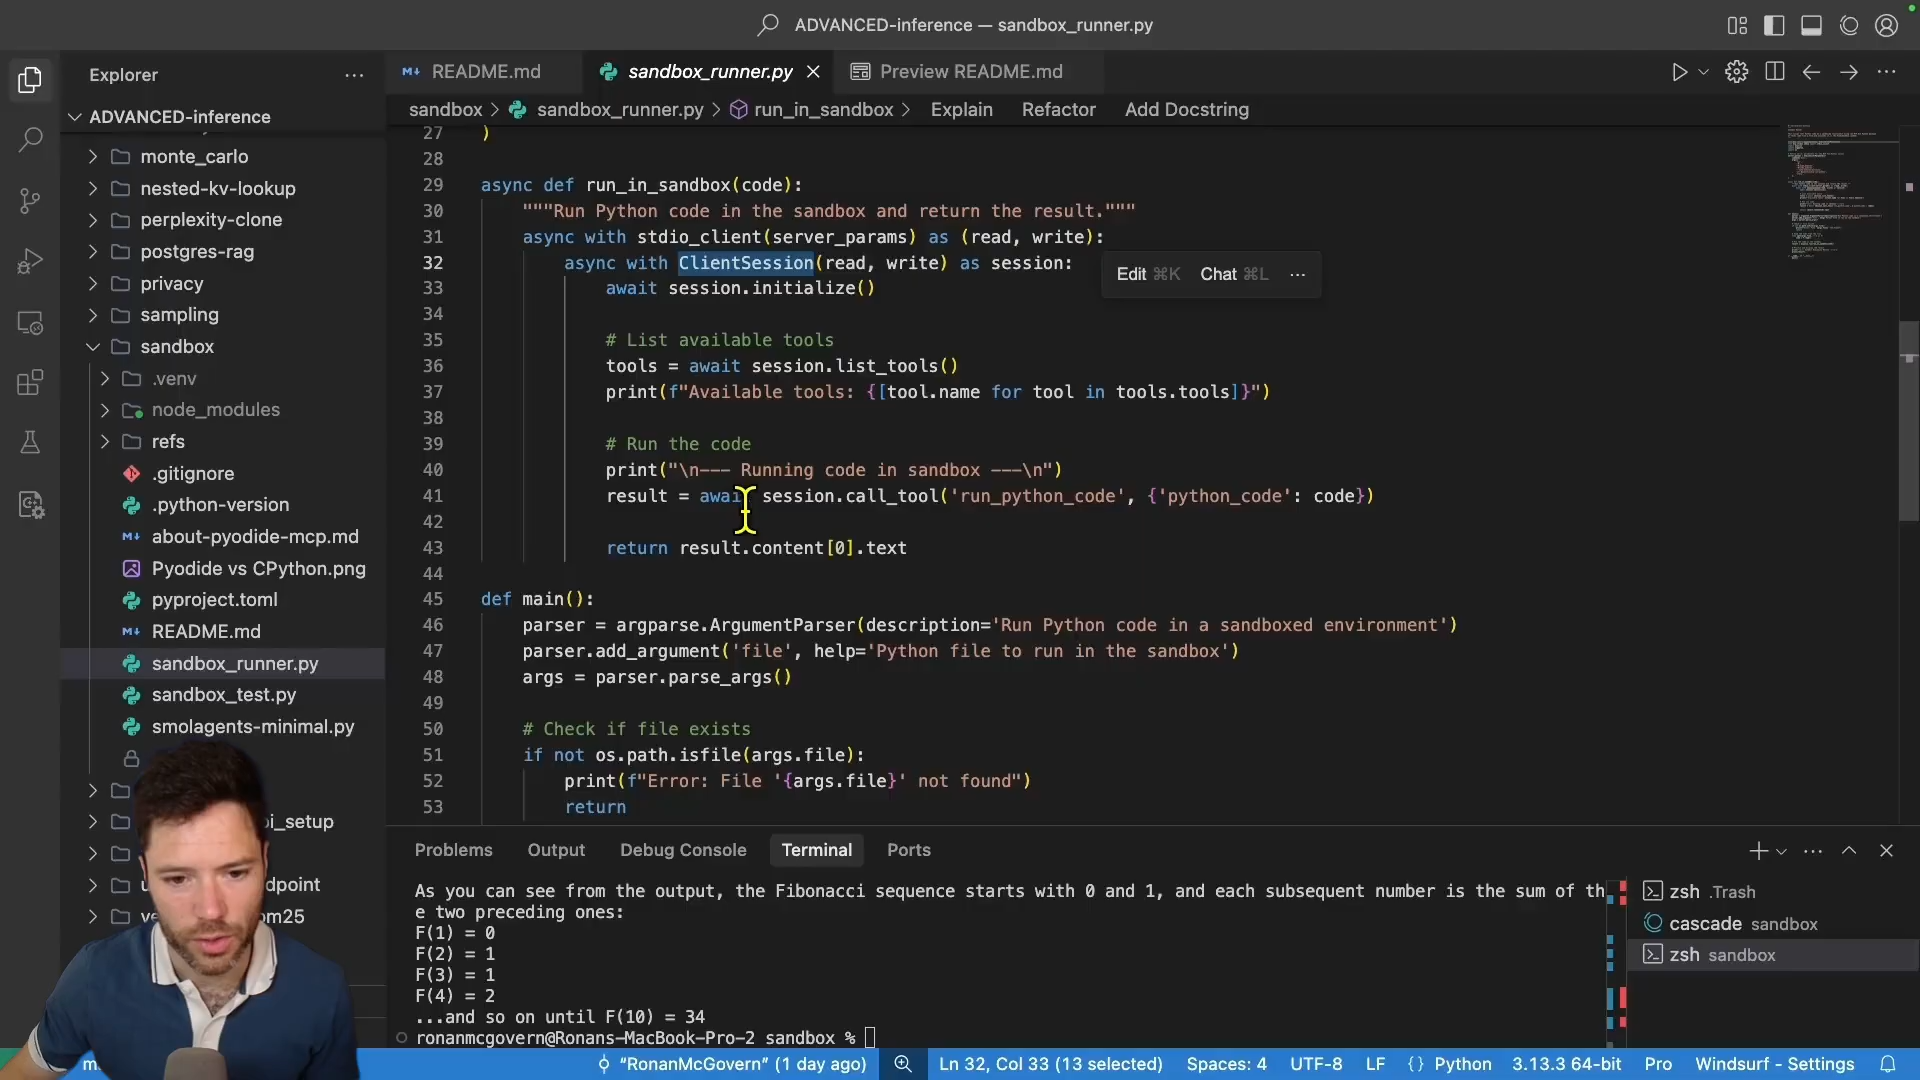 ADVANCED-inference — sandbox_runner.py
Explorer
README.md
sandbox_runner.py
Preview README.md
ADVANCED-inference
monte_carlo
nested-kv-lookup
perplexity-clone
postgres-rag
privacy
sampling
sandbox
.venv
node_modules
refs
.gitignore
.python-version
about-pyodide-mcp.md
Pyodide vs CPython.png
pyproject.toml
README.md
sandbox_runner.py
sandbox_test.py
smolagents-minimal.py
sandbox > sandbox_runner.py > run_in_sandbox > Explain Refactor Add Docstring
27 )
28
29 async def run_in_sandbox(code):
30 """Run Python code in the sandbox and return the result."""
31 async with stdio_client(server_params) as (read, write):
32 async with ClientSession(read, write) as session:
Edit ⌘K Chat ⌘L ···
33 await session.initialize()
34
35 # List available tools
36 tools = await session.list_tools()
37 print(f"Available tools: {[tool.name for tool in tools.tools]}")
38
39 # Run the code
40 print("\n--- Running code in sandbox ---\n")
41 result = await session.call_tool('run_python_code', {'python_code': code})
42
43 return result.content[0].text
44
45 def main():
46 parser = argparse.ArgumentParser(description='Run Python code in a sandboxed environment')
47 parser.add_argument('file', help='Python file to run in the sandbox')
48 args = parser.parse_args()
49
50 # Check if file exists
51 if not os.path.isfile(args.file):
52 print(f"Error: File '{args.file}' not found")
53 return
Problems Output Debug Console Terminal Ports
As you can see from the output, the Fibonacci sequence starts with 0 and 1, and each subsequent number is the sum of th
e two preceding ones:
F(1) = 0
F(2) = 1
F(3) = 1
F(4) = 2
...and so on until F(10) = 34
ronanmcgovern@Ronans-MacBook-Pro-2 sandbox %
zsh .Trash
cascade sandbox
zsh sandbox
"RonanMcGovern" (1 day ago) Ln 32, Col 33 (13 selected) Spaces: 4 UTF-8 LF {} Python 3.13.3 64-bit Pro Windsurf - Settings